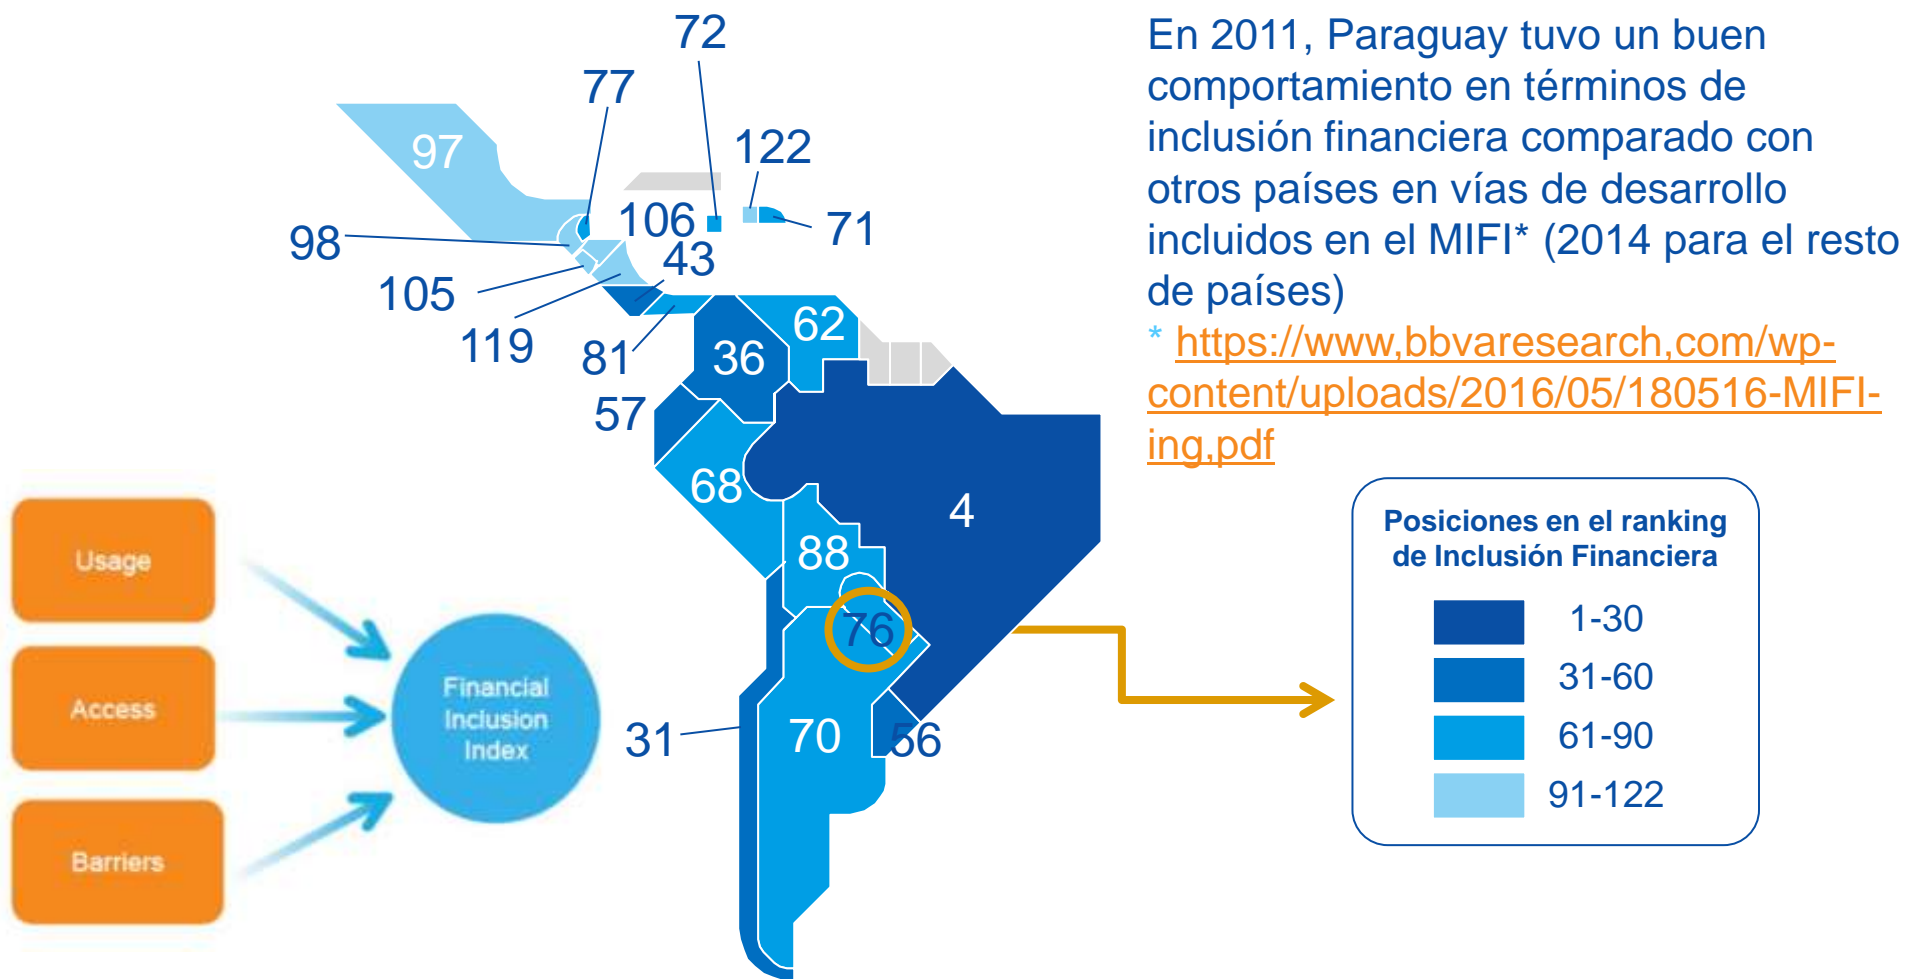 72
77
122
97
106
71
98
43
105
119
81
62
36
57
68
4
88
76
31
70
56
En 2011, Paraguay tuvo un buen
comportamiento en términos de
inclusión financiera comparado con
otros países en vías de desarrollo
incluidos en el MIFI* (2014 para el resto
de países)
* https://www,bbvaresearch,com/wp-
content/uploads/2016/05/180516-MIFI-
ing,pdf
Usage
Access
Barriers
Financial
Inclusion
Index
Posiciones en el ranking
de Inclusión Financiera
1-30
31-60
61-90
91-122